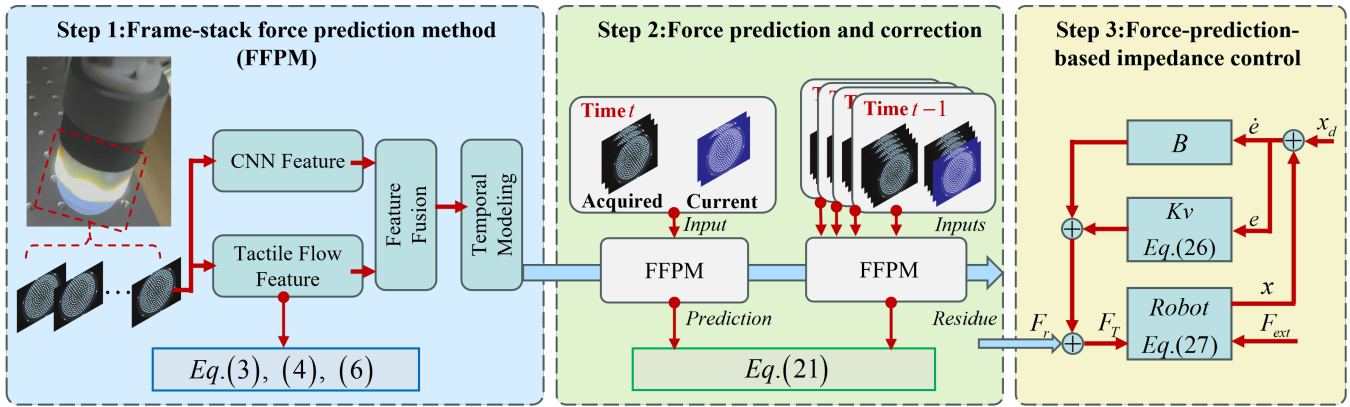 Step 1:Frame-stack force prediction method
(FFPM)
CNN Feature
Tactile Flow
Feature
Feature
Fusion
Temporal
Modeling
Eq.(3), (4), (6)
Step 2:Force prediction and correction
Time t
Acquired
Current
Input
Time t−1
Inputs
FFPM
FFPM
Prediction
Residue
Eq.(21)
Step 3:Force-prediction-
based impedance control
B
ė
x_d
Kv
Eq.(26)
e
Robot
Eq.(27)
x
F_r
F_T
F_ext